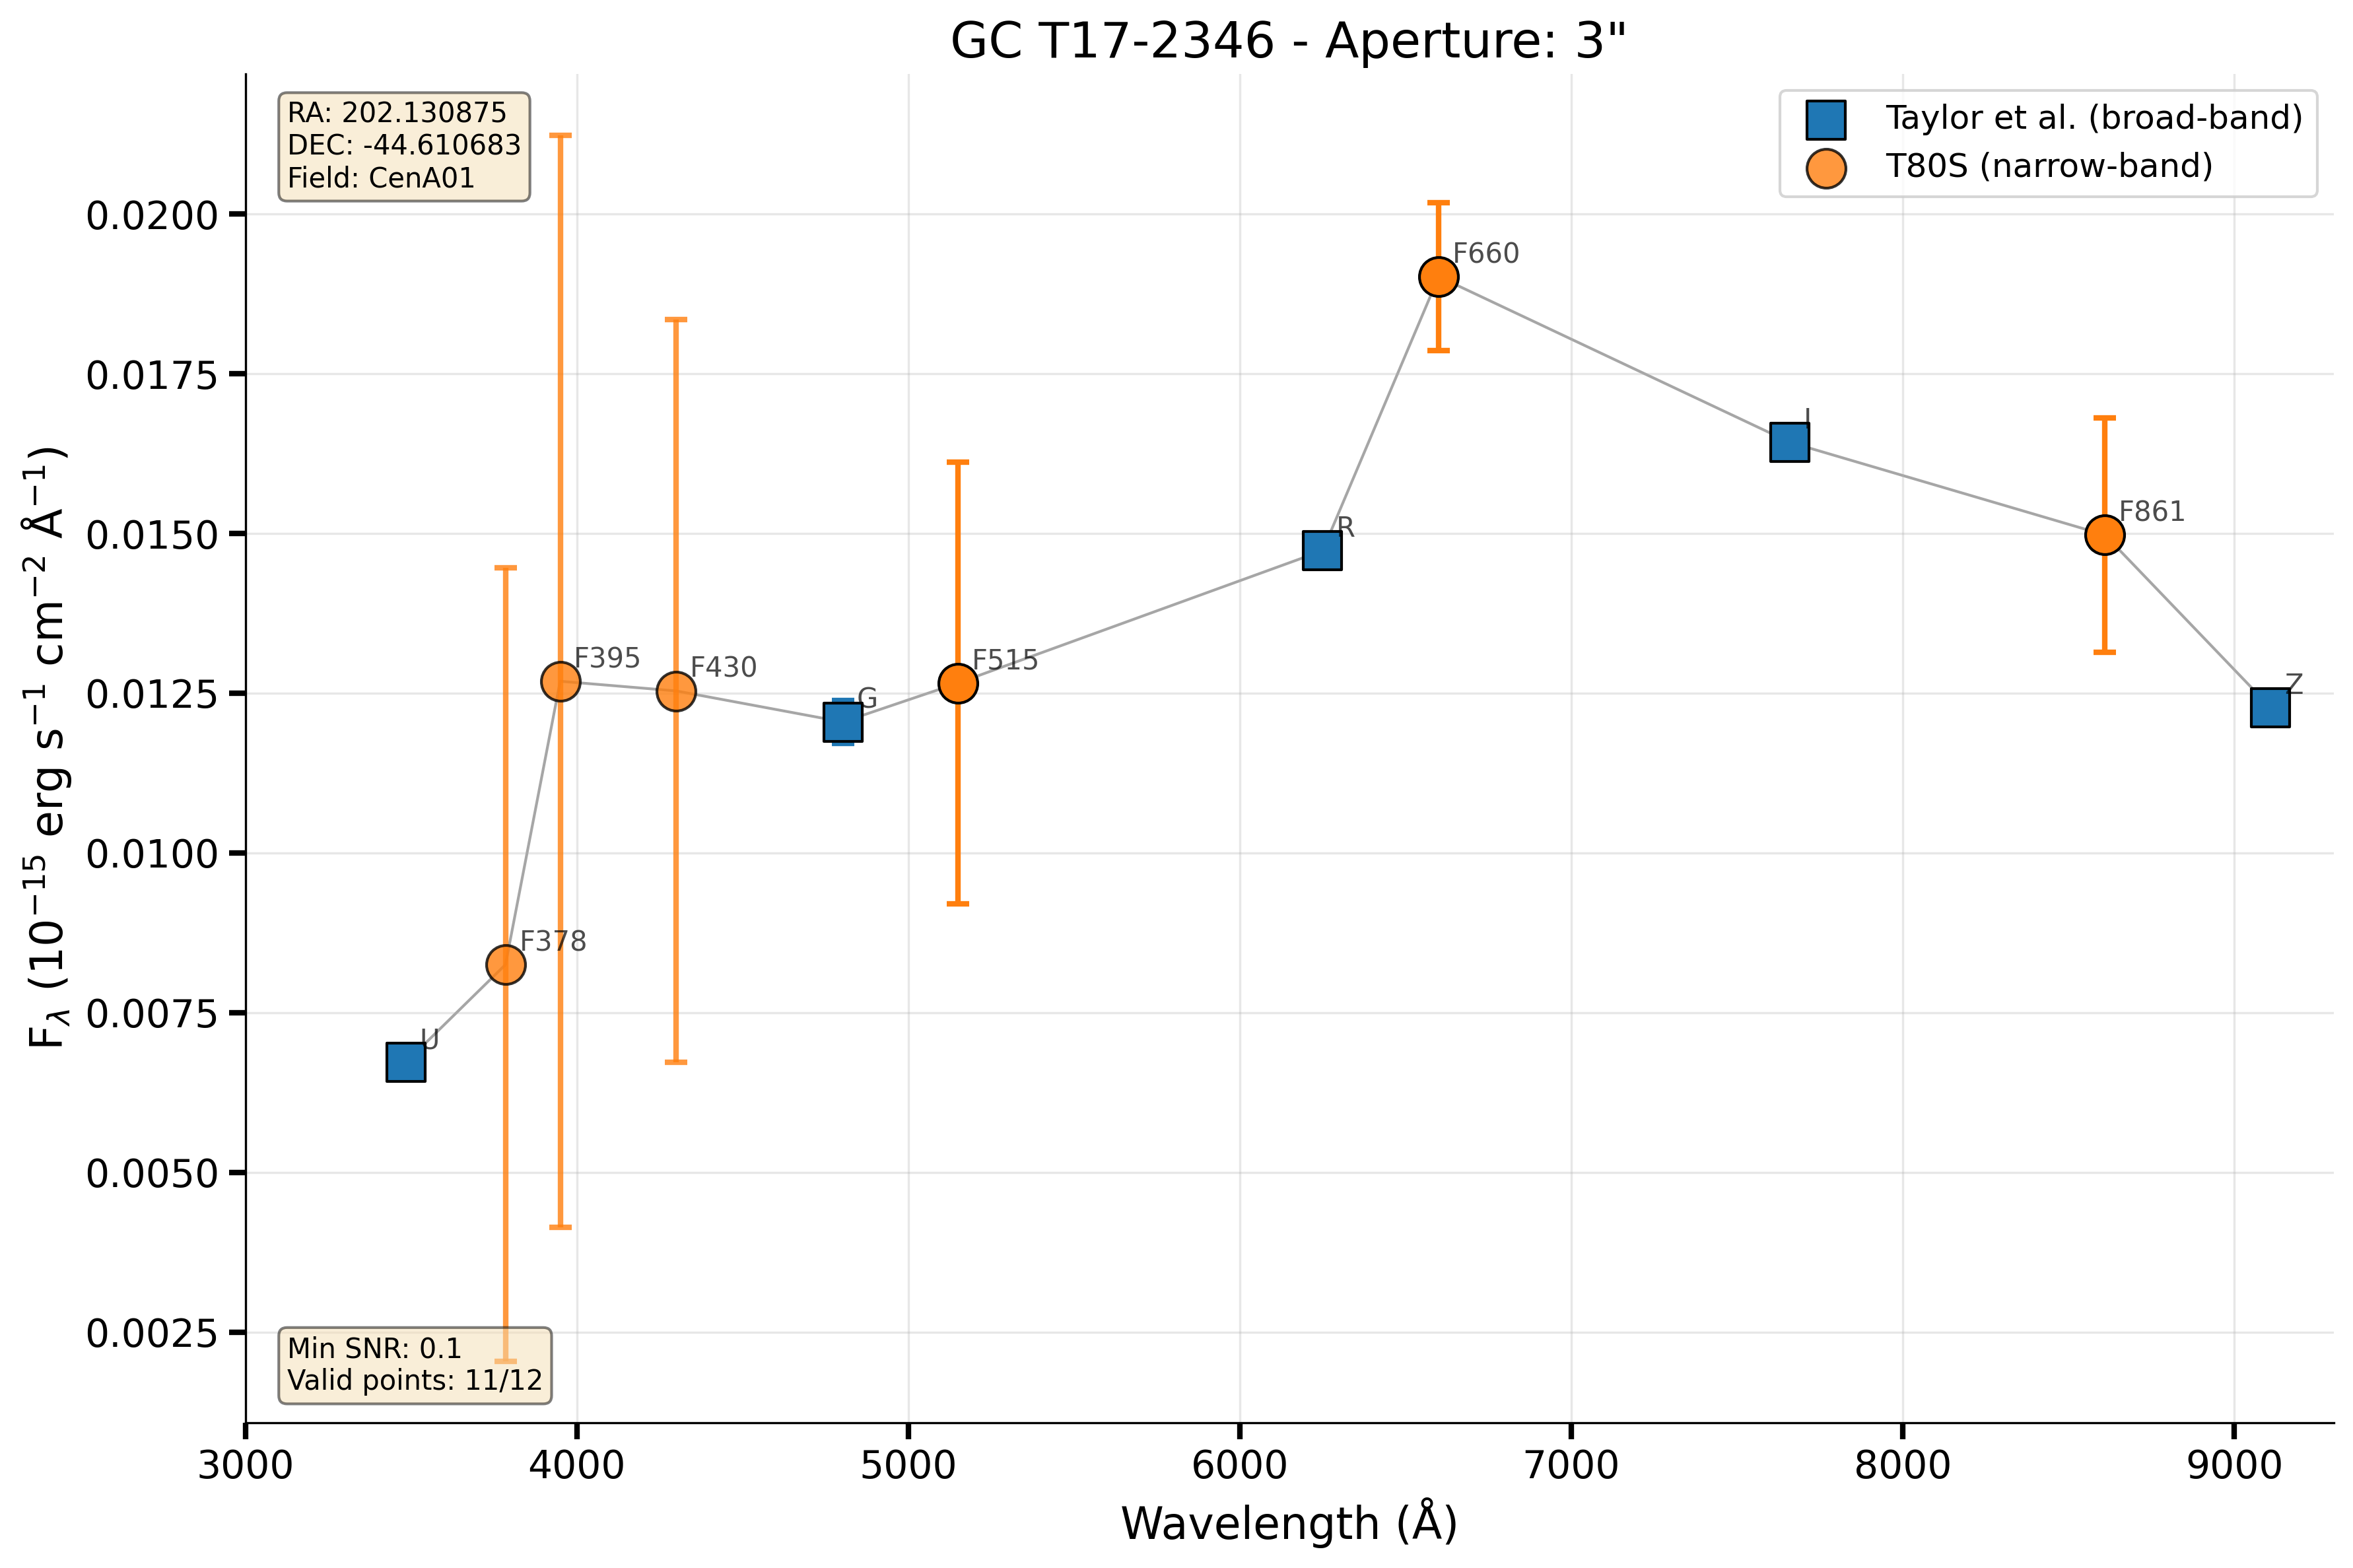 GC T17-2346 - Aperture: 3"
RA: 202.130875
DEC: -44.610683
Field: CenA01
Taylor et al. (broad-band)
T80S (narrow-band)
F_λ (10⁻¹⁵ erg s⁻¹ cm⁻² Å⁻¹)
0.0200
0.0175
0.0150
0.0125
0.0100
0.0075
0.0050
0.0025
U
F378
F395
F430
G
F515
R
F660
I
F861
Z
Min SNR: 0.1
Valid points: 11/12
3000 4000 5000 6000 7000 8000 9000
Wavelength (Å)